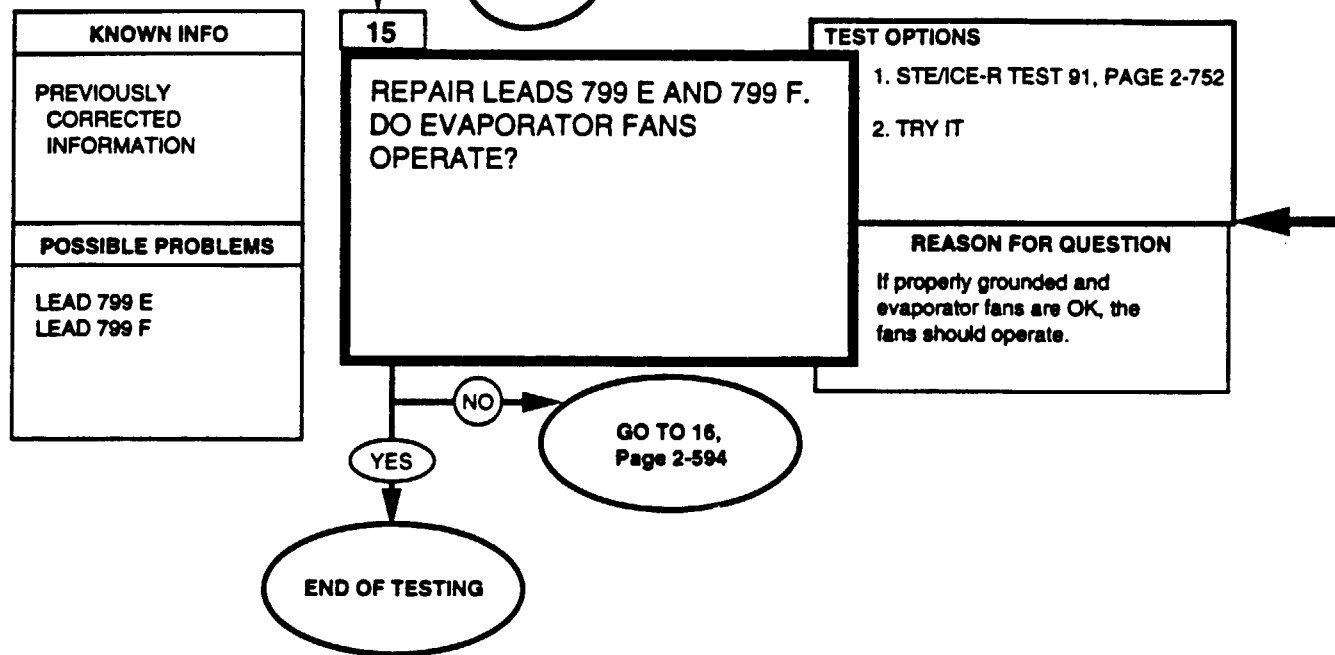 KNOWN INFO
PREVIOUSLY
CORRECTED
INFORMATION
POSSIBLE PROBLEMS
LEAD 799 E
LEAD 799 F
15
REPAIR LEADS 799 E AND 799 F.
DO EVAPORATOR FANS
OPERATE?
TEST OPTIONS
1. STE/ICE-R TEST 91, PAGE 2-752
2. TRY IT
REASON FOR QUESTION
If properly grounded and
evaporator fans are OK, the
fans should operate.
NO
GO TO 16,
Page 2-594
YES
END OF TESTING